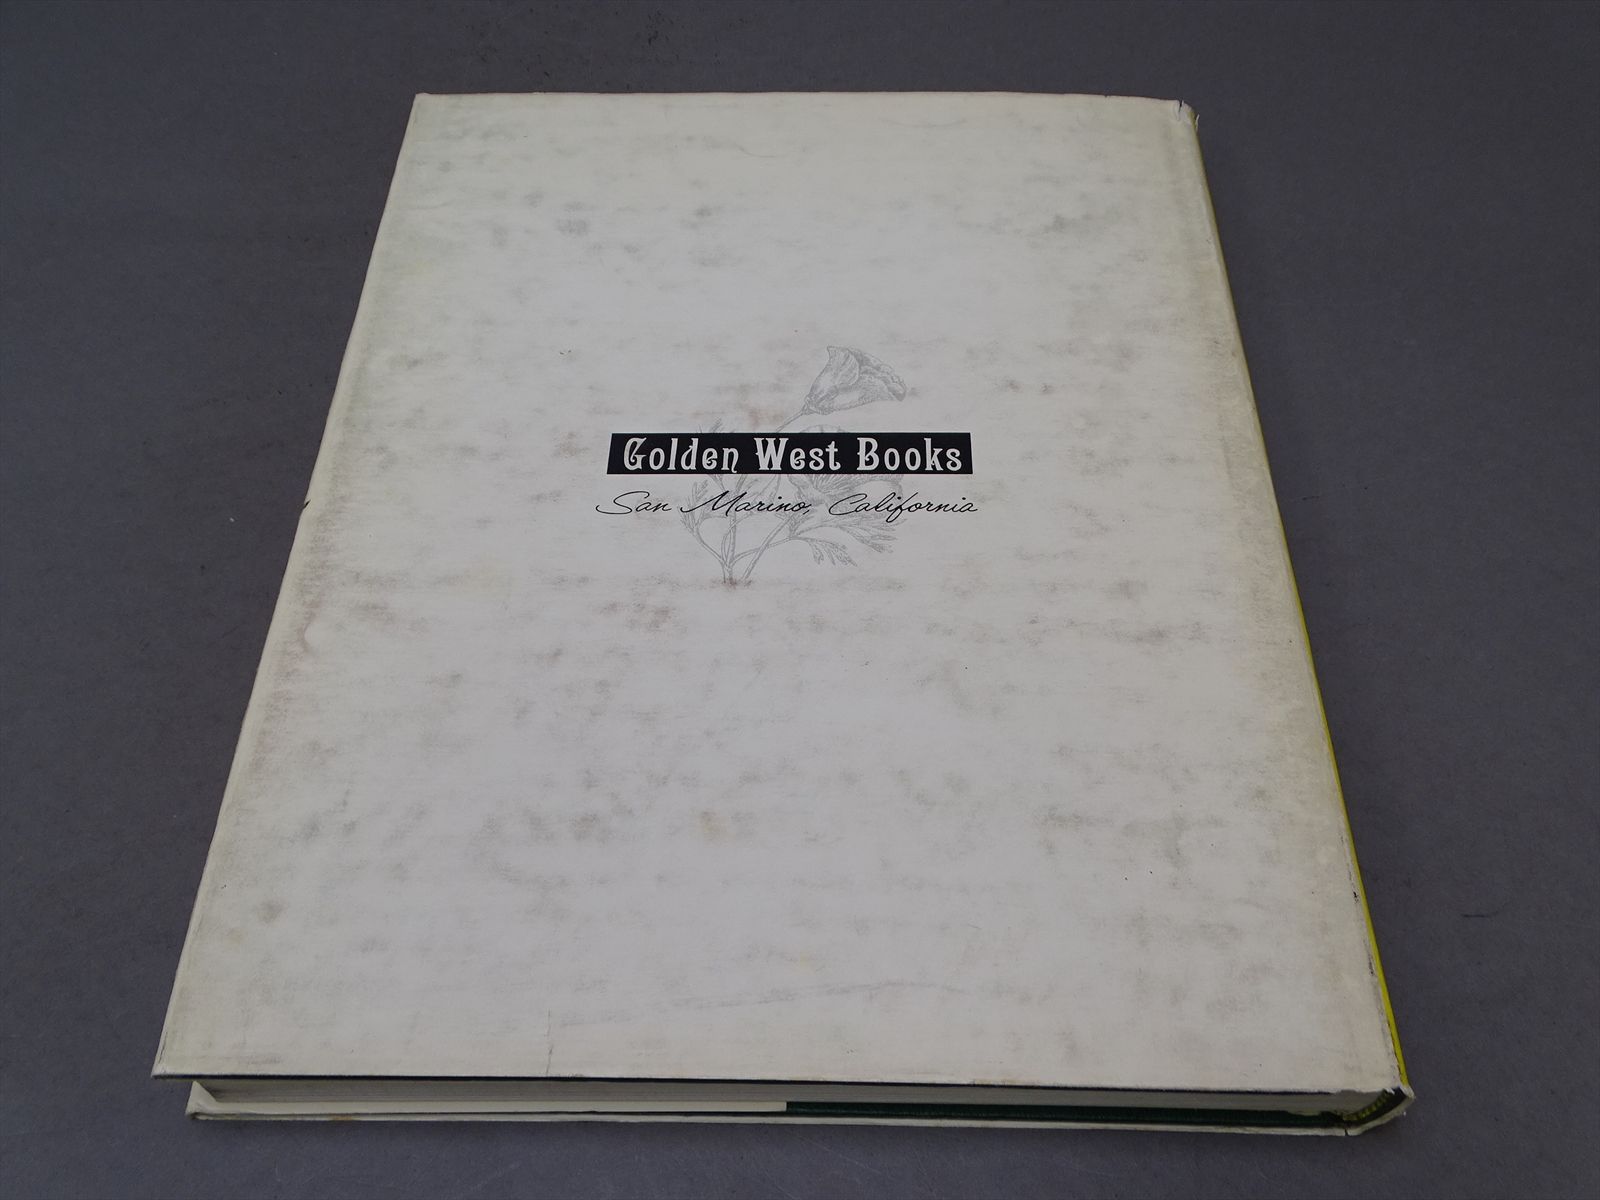 Golden West Books
San Marino, California